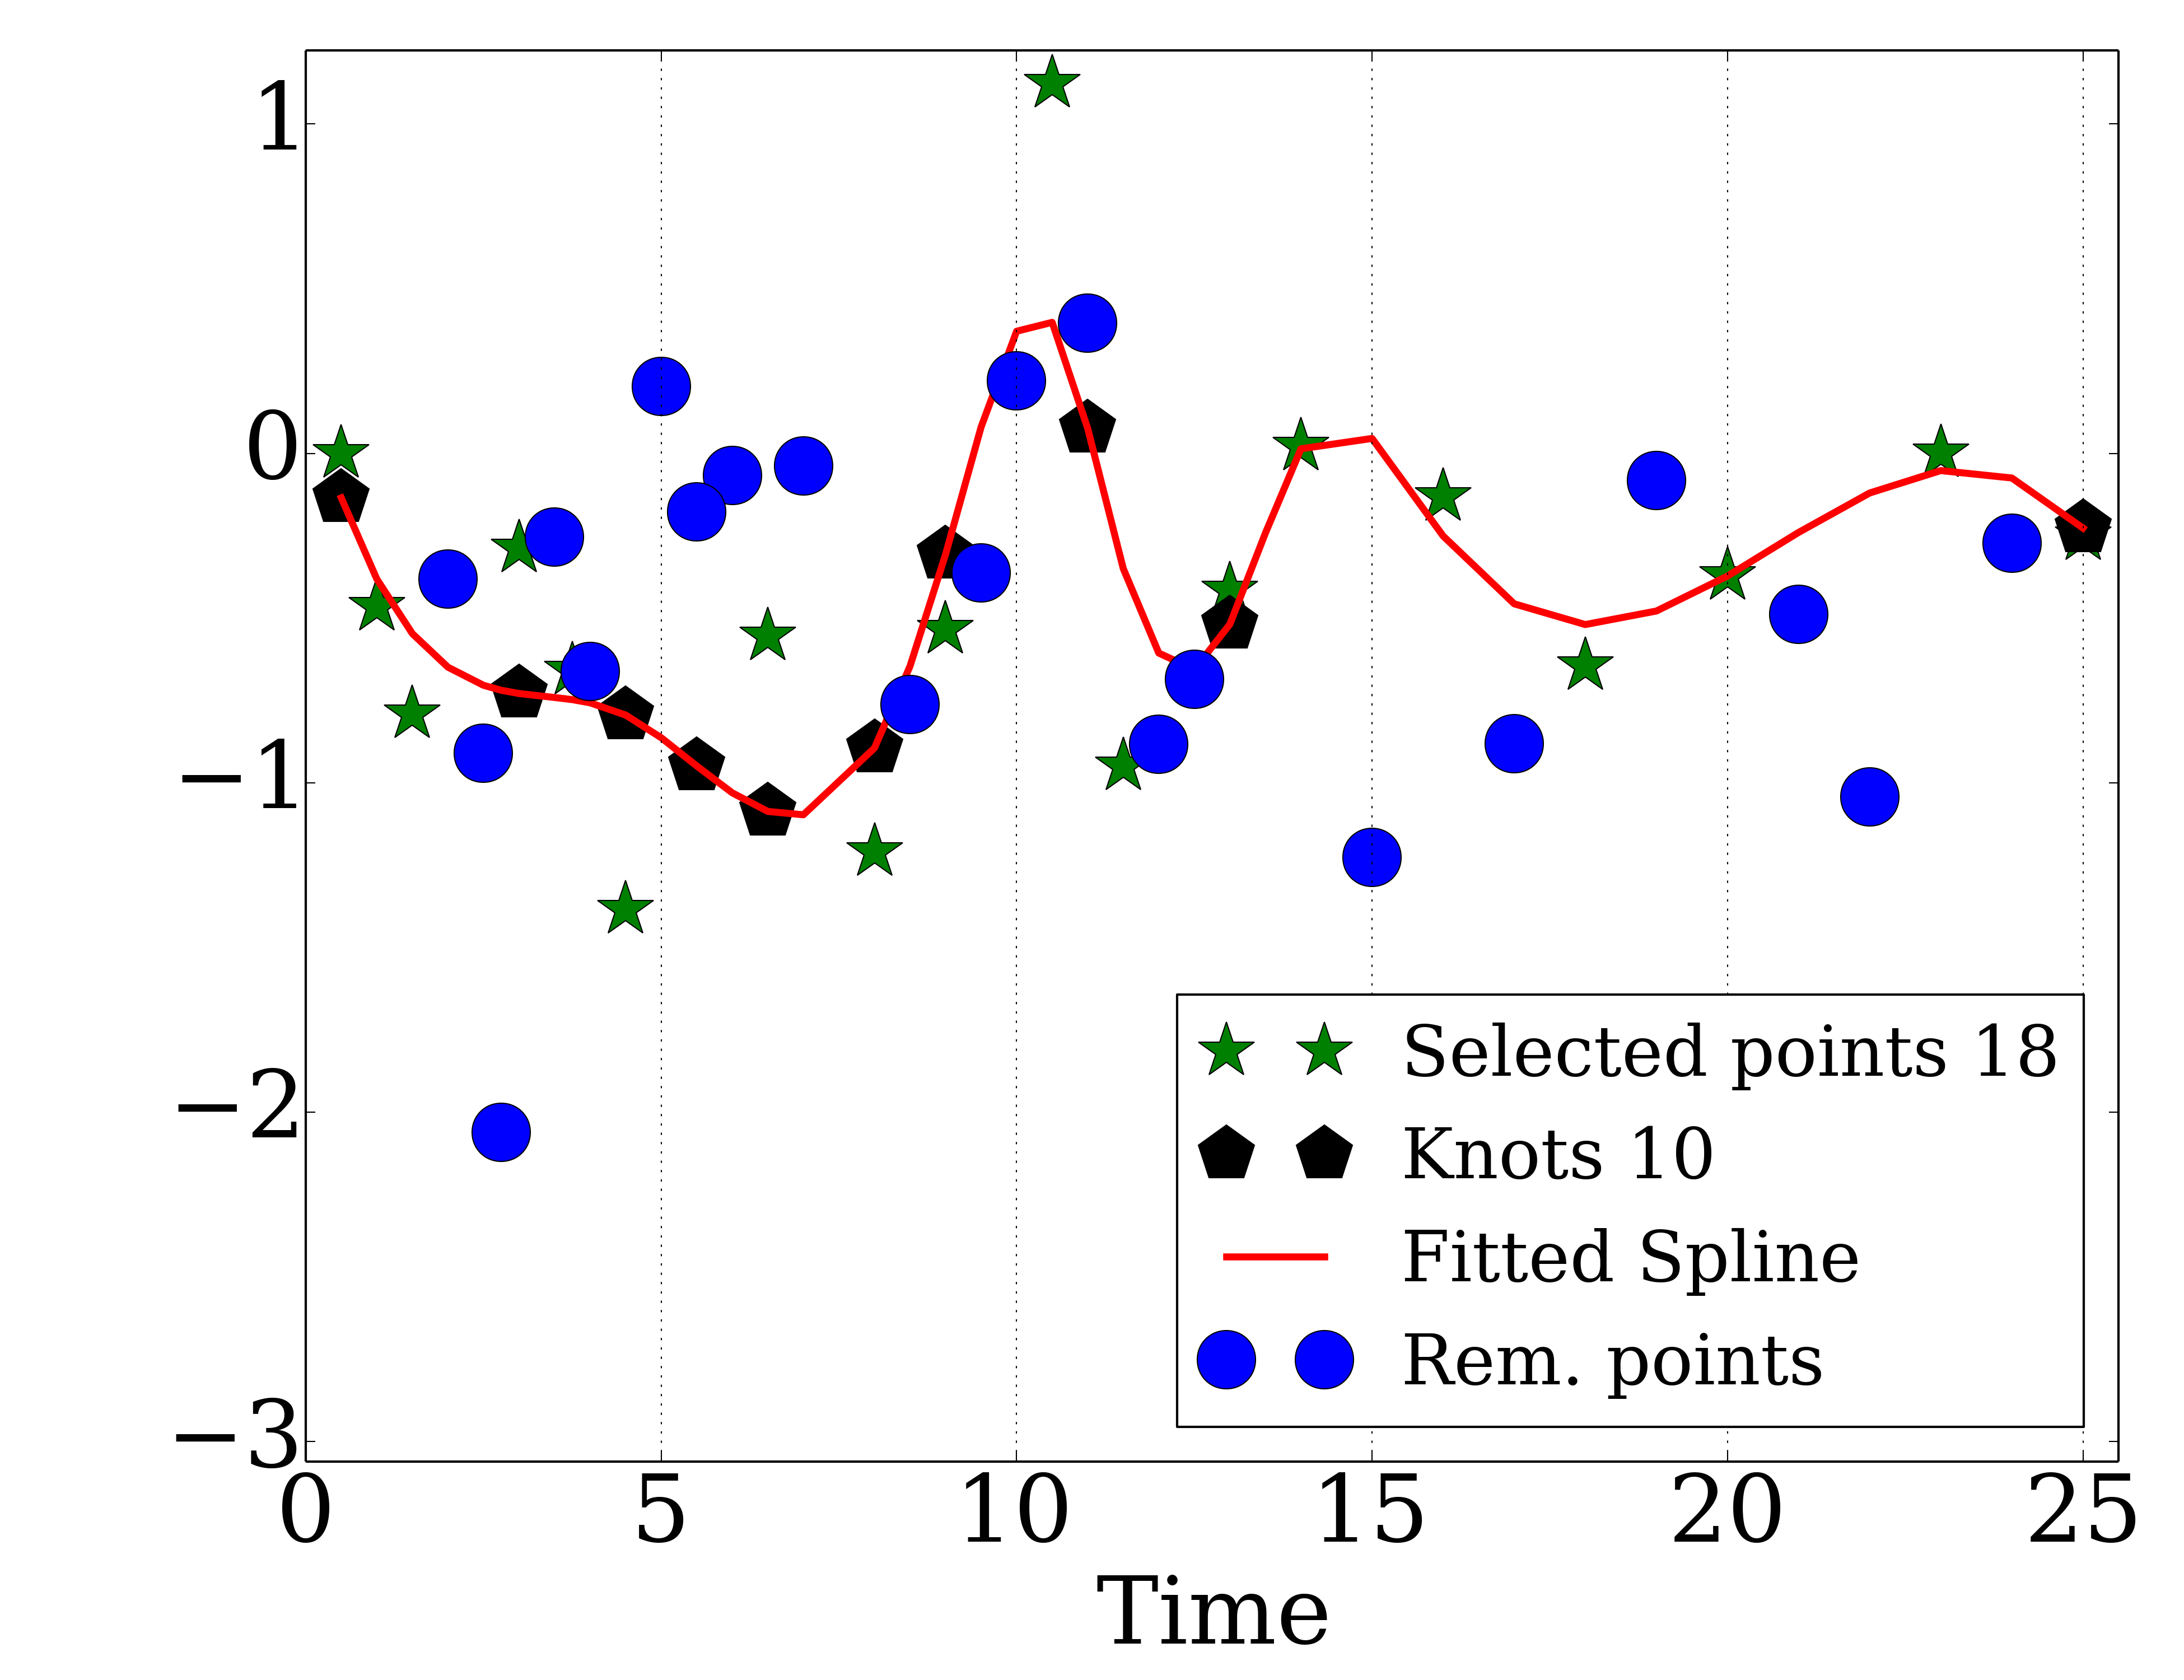 1
0
−1
−2
−3
0 5 10 15 20 25
Time
Selected points 18
Knots 10
Fitted Spline
Rem. points